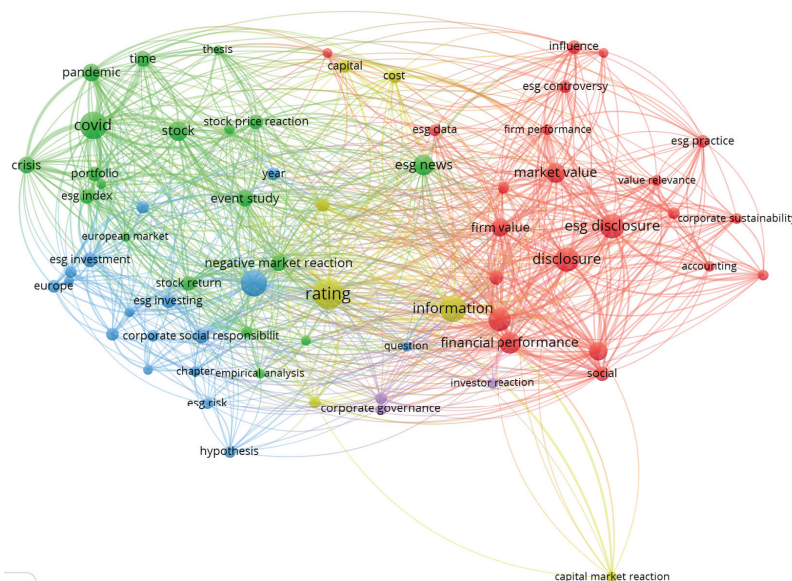 influence
thesis
time
capital
pandemic
cost
esg controversy
covid
stock
stock price reaction
esg data
firm performance
esg practice
crisis
portfolio
year
esg news
market value
value relevance
esg index
event study
corporate sustainability
european market
firm value
esg disclosure
esg investment
negative market reaction
disclosure
accounting
europe
stock return
rating
esg investing
information
corporate social responsibilit
question
financial performance
chapter
empirical analysis
investor reaction
social
esg risk
corporate governance
hypothesis
capital market reaction